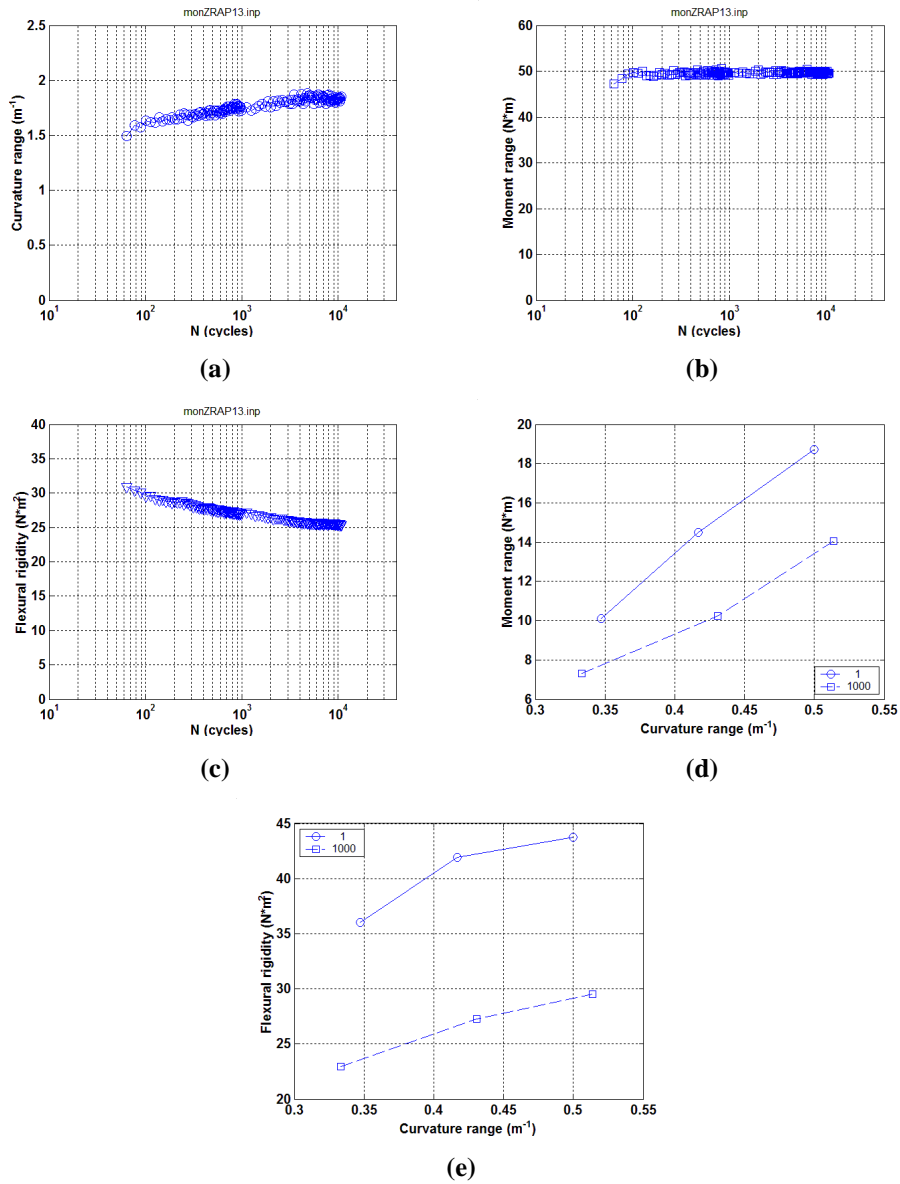 monZRAP13.inp
2.5
2
1.5
1
0.5
0
Curvature range (m⁻¹)
10¹ 10² 10³ 10⁴
N (cycles)
(a)
monZRAP13.inp
60
50
40
30
20
10
0
Moment range (N*m)
10¹ 10² 10³ 10⁴
N (cycles)
(b)
monZRAP13.inp
40
35
30
25
20
15
10
5
0
Flexural rigidity (N*m²)
10¹ 10² 10³ 10⁴
N (cycles)
(c)
20
18
16
14
12
10
8
6
Moment range (N*m)
1
1000
0.3 0.35 0.4 0.45 0.5 0.55
Curvature range (m⁻¹)
(d)
45
40
35
30
25
20
Flexural rigidity (N*m²)
1
1000
0.3 0.35 0.4 0.45 0.5 0.55
Curvature range (m⁻¹)
(e)